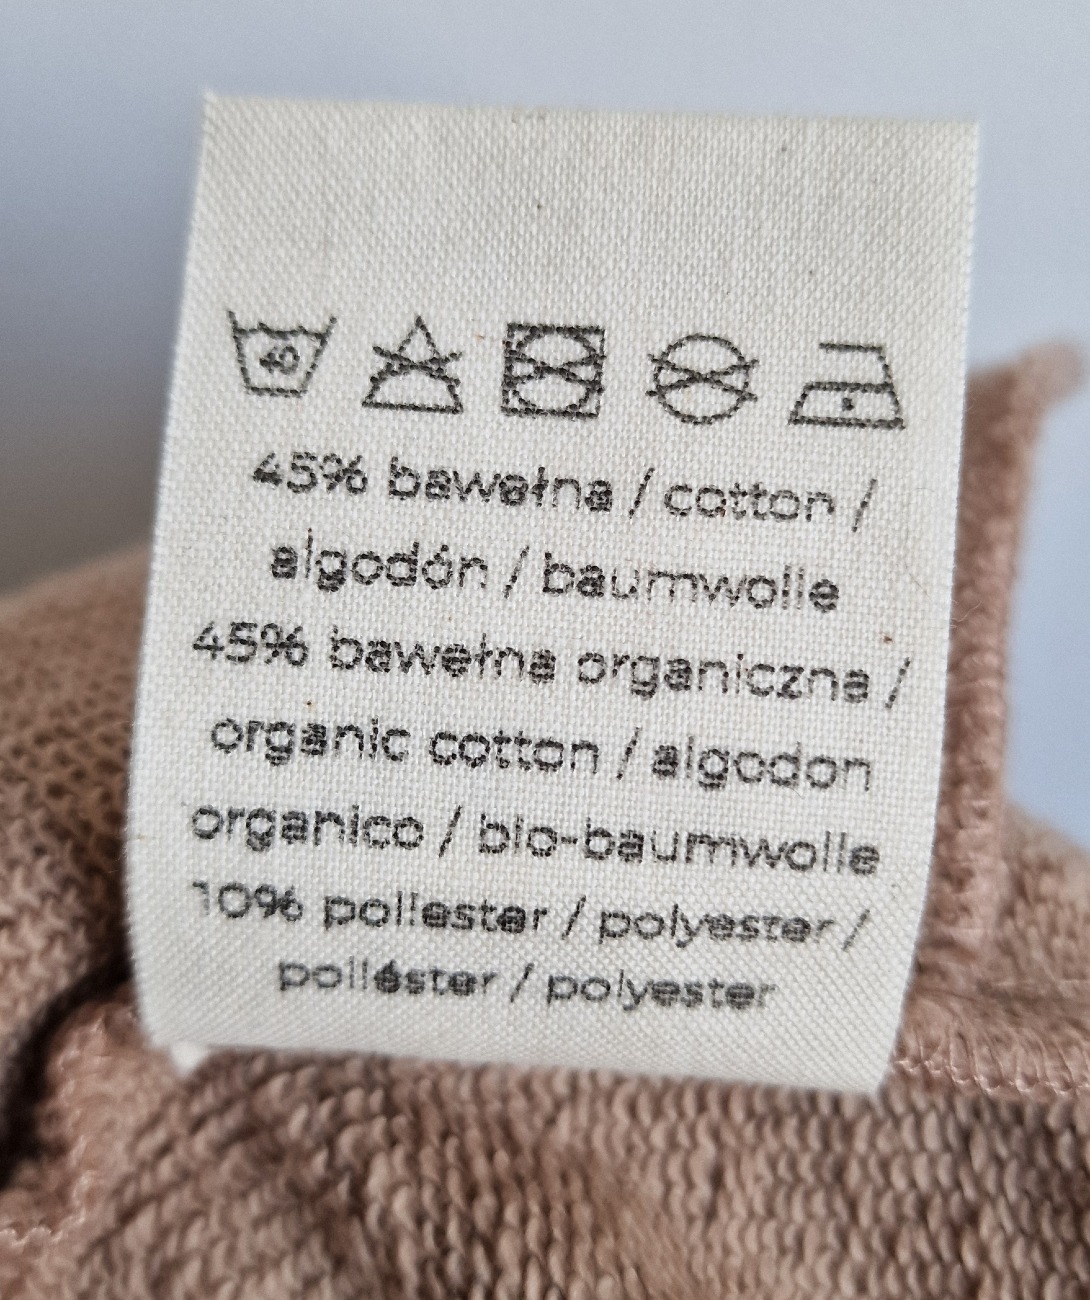 40
45% bawełna / cotton /
algodón / baumwolle
45% bawełna organiczna /
organic cotton / algodon
organico / bio-baumwolle
10% poliester / polyester /
poliéster / polyester